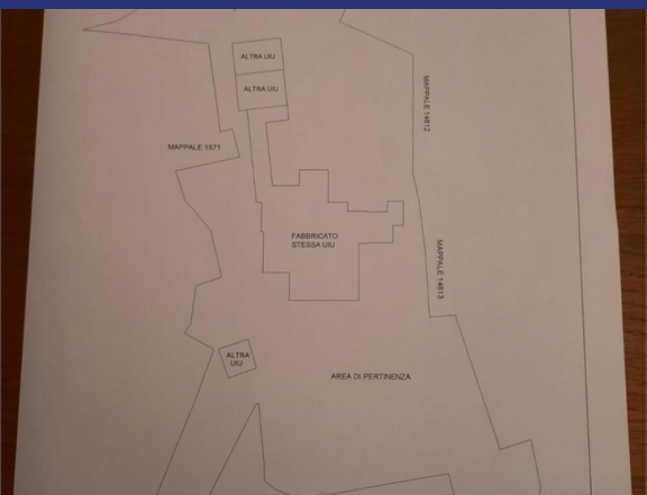 ALTRA UIU
ALTRA UIU
MAPPALE 14612
MAPPALE 1571
FABBRICATO
STESSA UIU
MAPPALE 14613
ALTRA
UIU
AREA DI PERTINENZA